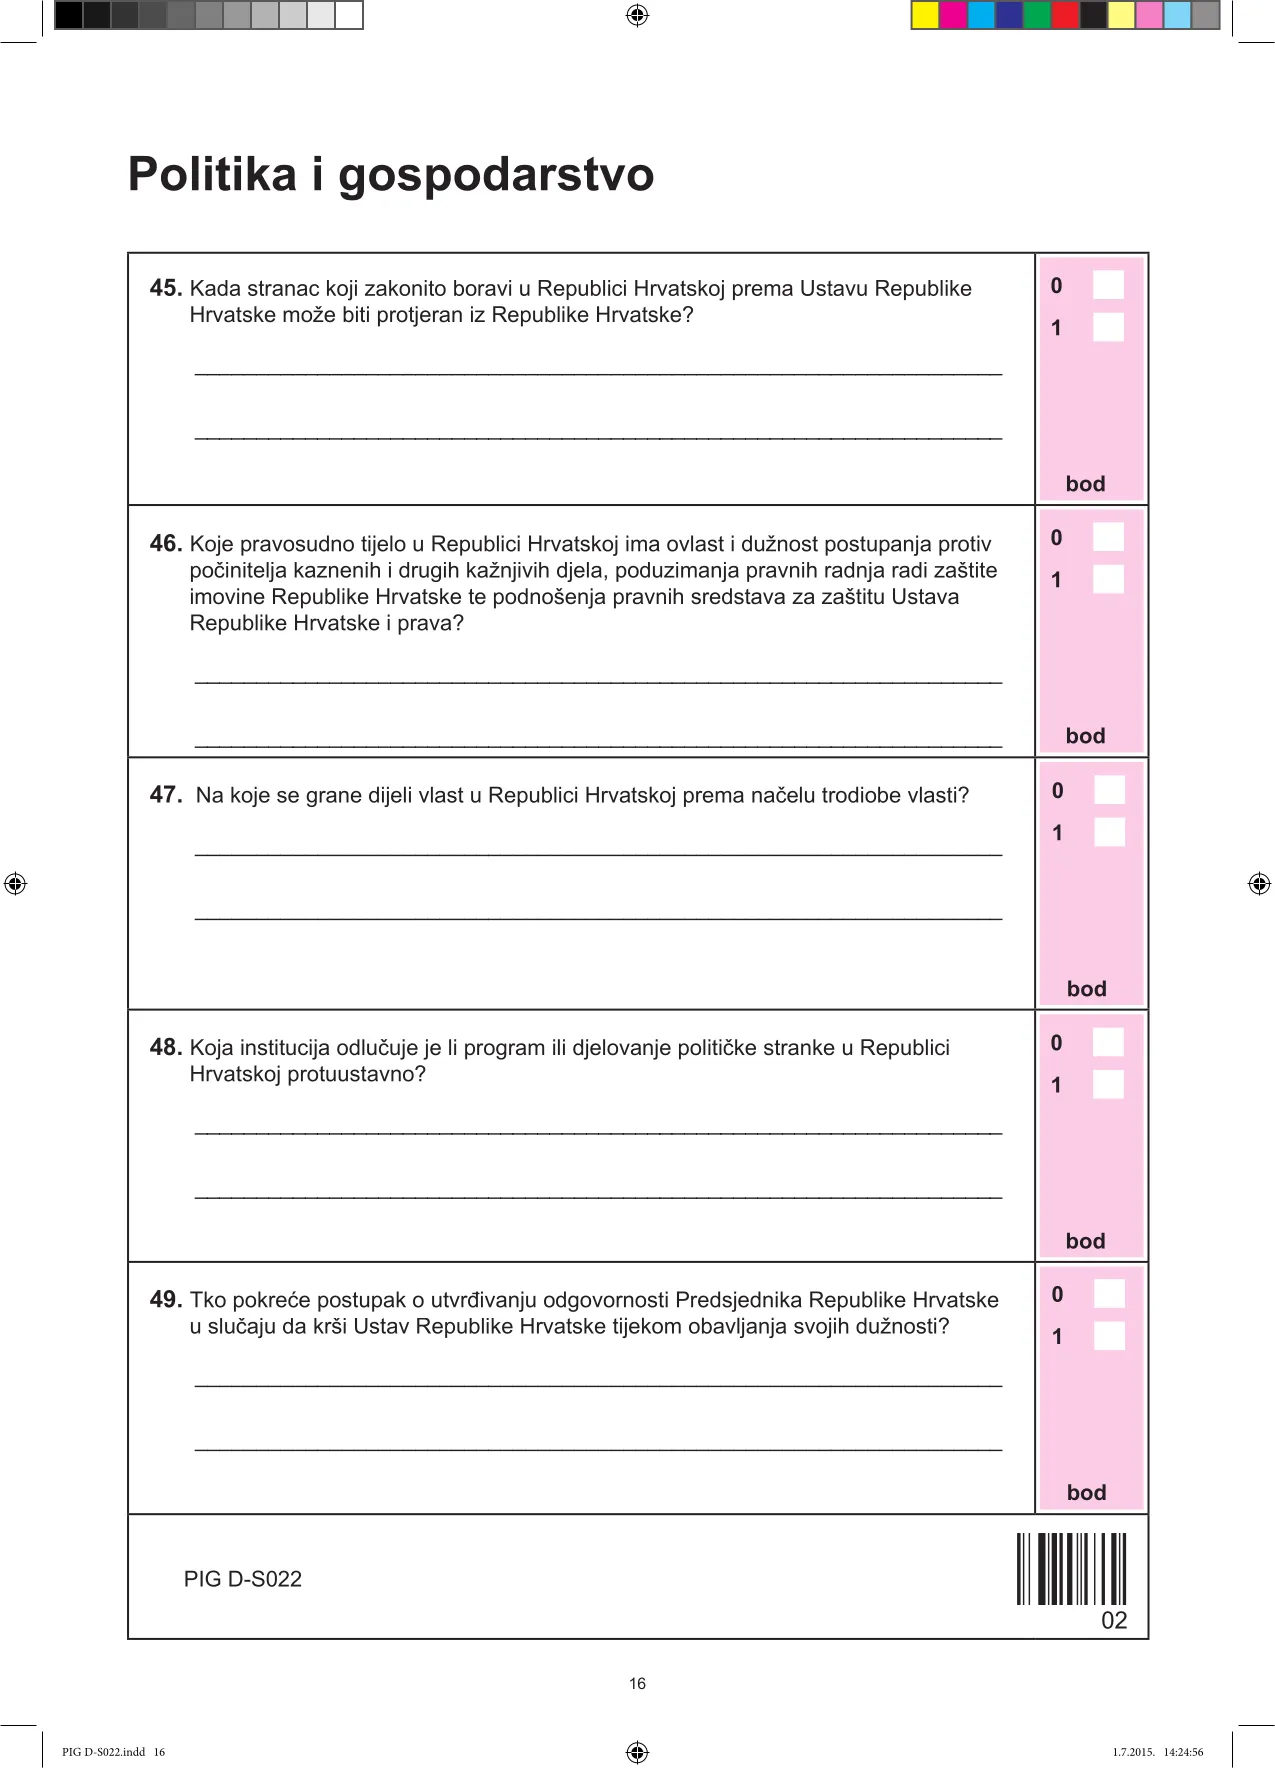 Politika i gospodarstvo
45. Kada stranac koji zakonito boravi u Republici Hrvatskoj prema Ustavu Republike
Hrvatske može biti protjeran iz Republike Hrvatske?
0
1
bod
46. Koje pravosudno tijelo u Republici Hrvatskoj ima ovlast i dužnost postupanja protiv
počinitelja kaznenih i drugih kažnjivih djela, poduzimanja pravnih radnja radi zaštite
imovine Republike Hrvatske te podnošenja pravnih sredstava za zaštitu Ustava
Republike Hrvatske i prava?
0
1
bod
47. Na koje se grane dijeli vlast u Republici Hrvatskoj prema načelu trodiobe vlasti?
0
1
bod
48. Koja institucija odlučuje je li program ili djelovanje političke stranke u Republici
Hrvatskoj protuustavno?
0
1
bod
49. Tko pokreće postupak o utvrđivanju odgovornosti Predsjednika Republike Hrvatske
u slučaju da krši Ustav Republike Hrvatske tijekom obavljanja svojih dužnosti?
0
1
bod
PIG D-S022
02
16
PIG D-S022.indd 16
1.7.2015. 14:24:56